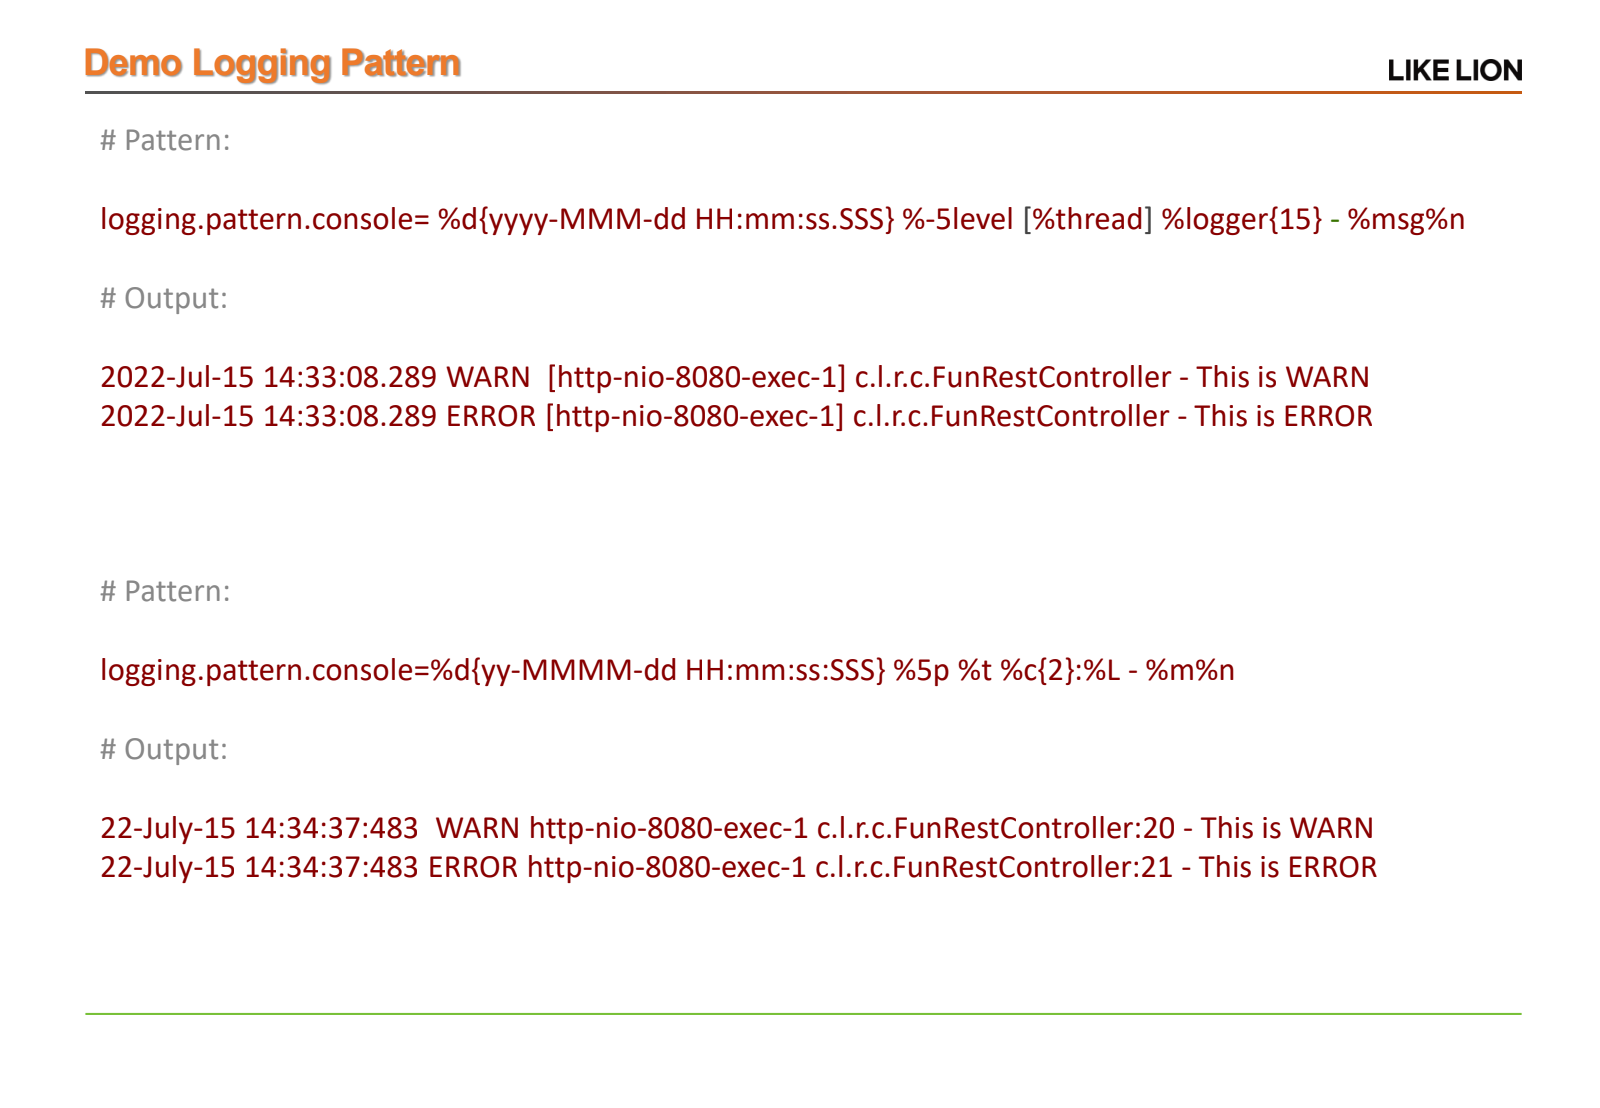 Demo Logging Pattern
LIKE LION
# Pattern:
logging.pattern.console= %d{yyyy-MMM-dd HH:mm:ss.SSS} %-5level [%thread] %logger{15} - %msg%n
# Output:
2022-Jul-15 14:33:08.289 WARN  [http-nio-8080-exec-1] c.l.r.c.FunRestController - This is WARN
2022-Jul-15 14:33:08.289 ERROR [http-nio-8080-exec-1] c.l.r.c.FunRestController - This is ERROR
# Pattern:
logging.pattern.console=%d{yy-MMMM-dd HH:mm:ss:SSS} %5p %t %c{2}:%L - %m%n
# Output:
22-July-15 14:34:37:483  WARN http-nio-8080-exec-1 c.l.r.c.FunRestController:20 - This is WARN
22-July-15 14:34:37:483 ERROR http-nio-8080-exec-1 c.l.r.c.FunRestController:21 - This is ERROR